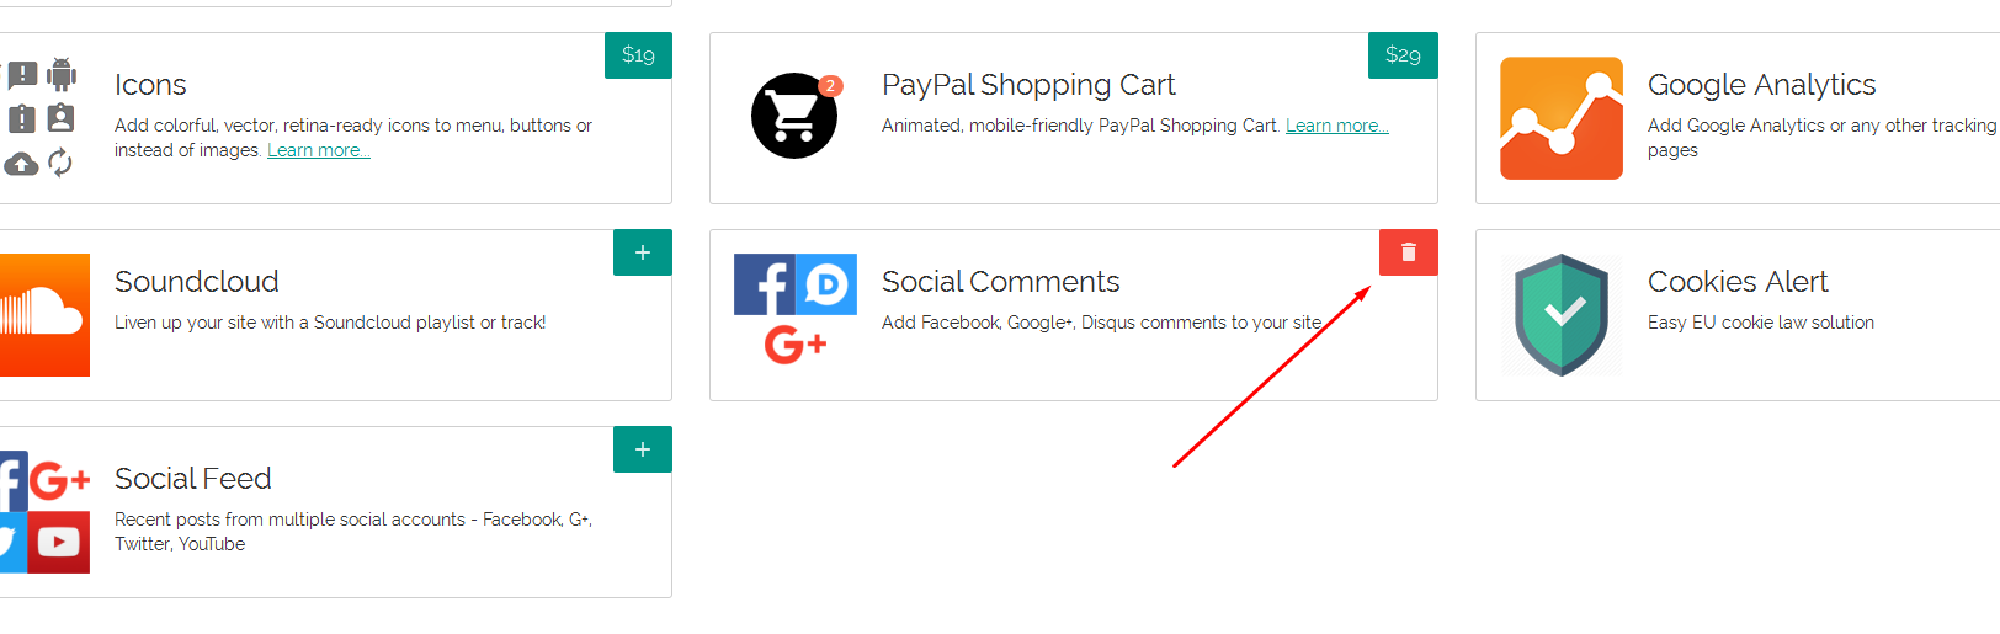 $19
Icons
Add colorful, vector, retina-ready icons to menu, buttons or
instead of images. Learn more...
$29
2
PayPal Shopping Cart
Animated, mobile-friendly PayPal Shopping Cart. Learn more...
Google Analytics
Add Google Analytics or any other tracking
pages
+
Soundcloud
Liven up your site with a Soundcloud playlist or track!
f D
G+
Social Comments
Add Facebook, Google+, Disqus comments to your site
Cookies Alert
Easy EU cookie law solution
+
f G+
Social Feed
Recent posts from multiple social accounts - Facebook, G+,
Twitter, YouTube